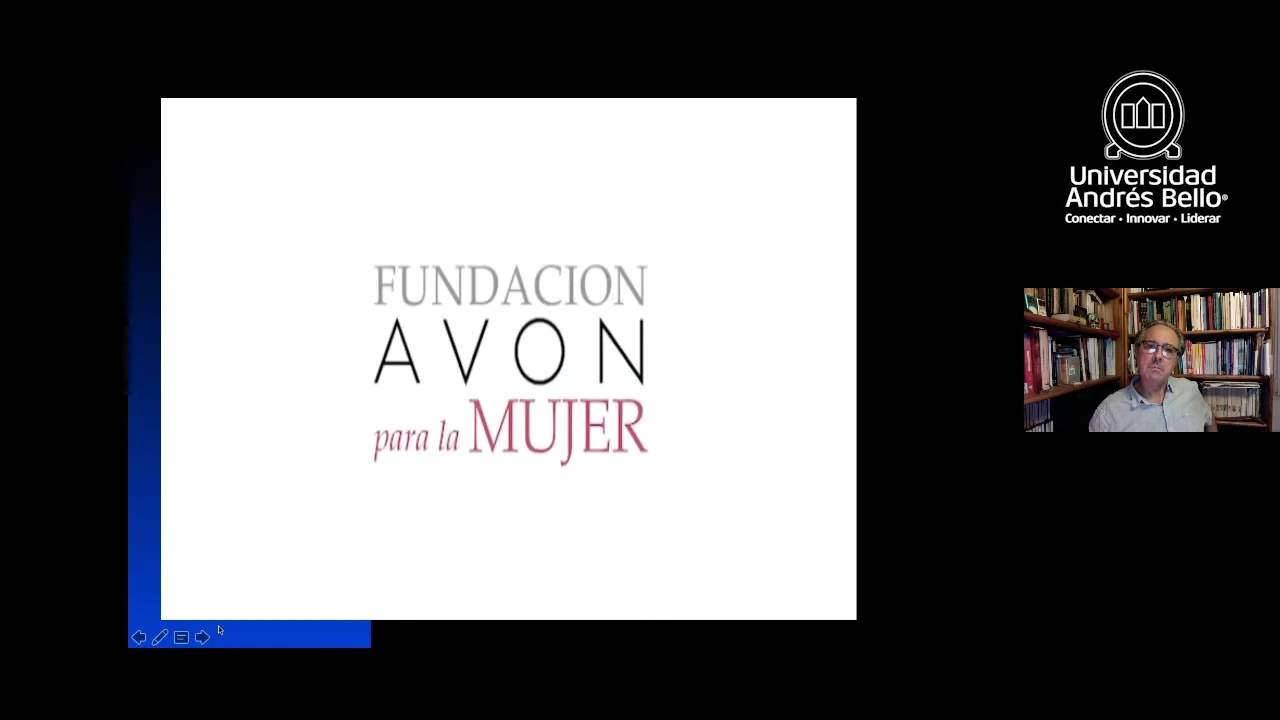 FUNDACION
AVON
para la MUJER
Universidad
Andrés Bello®
Conectar • Innovar • Liderar